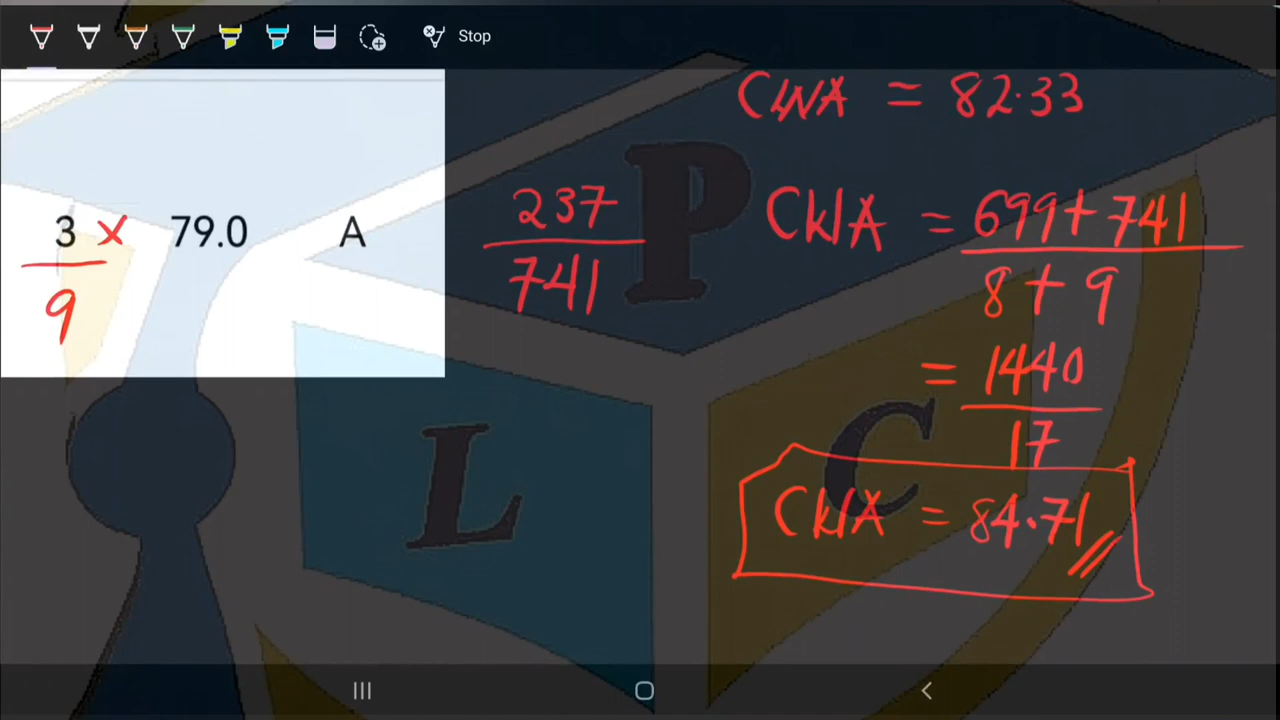 Stop
CWA = 82.33
3 x 79.0 A
9
237
741
CWA = 699+741
8 + 9
= 1440
17
CWA = 84.71
P
L
C